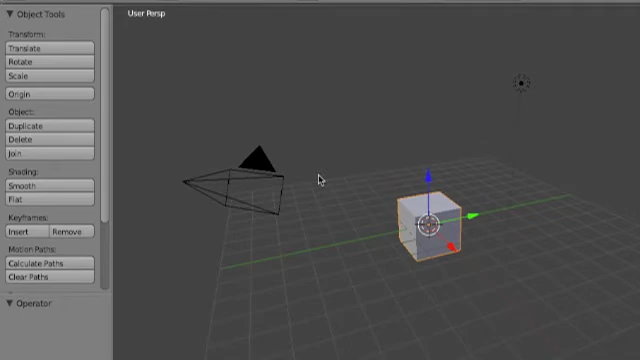 Object Tools
User Persp
Transform:
Translate
Rotate
Scale
Origin
Object:
Duplicate
Delete
Join
Shading:
Smooth
Flat
Keyframes:
Insert Remove
Motion Paths:
Calculate Paths
Clear Paths
Operator